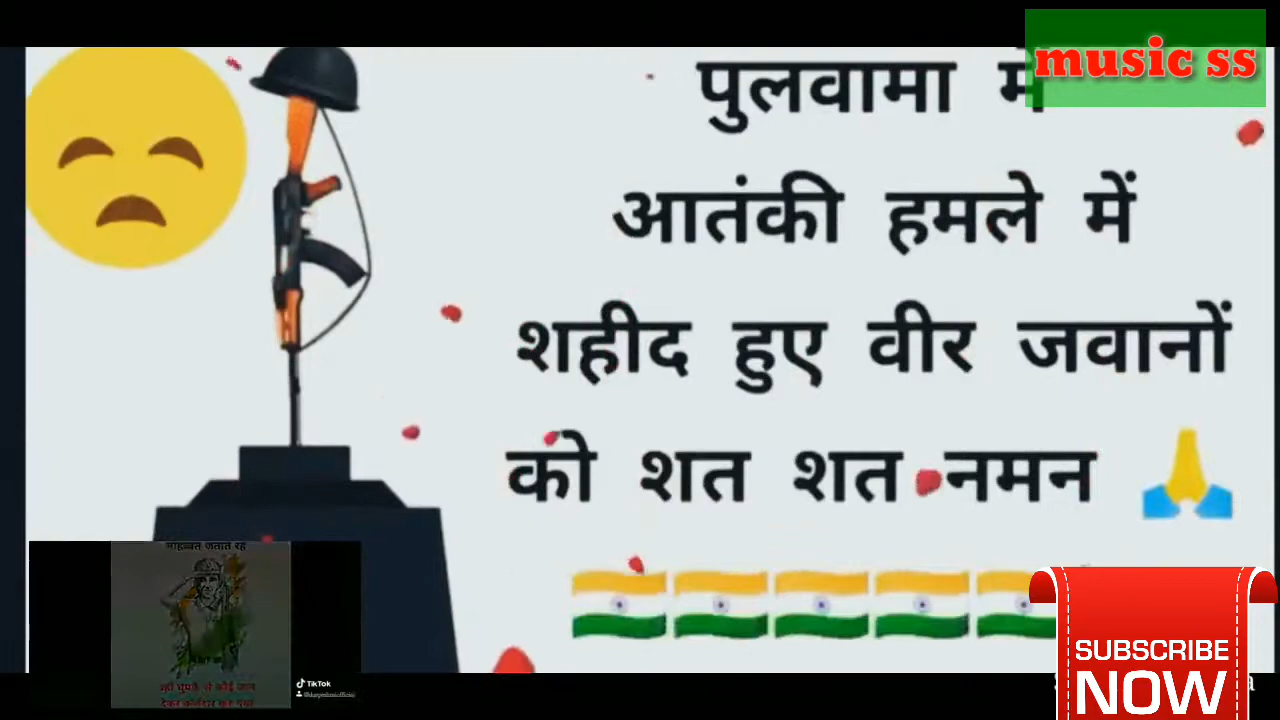 music ss
पुलवामा में
आतंकी हमले में
शहीद हुए वीर जवानों
को शत शत नमन
TikTok
SUBSCRIBE
NOW